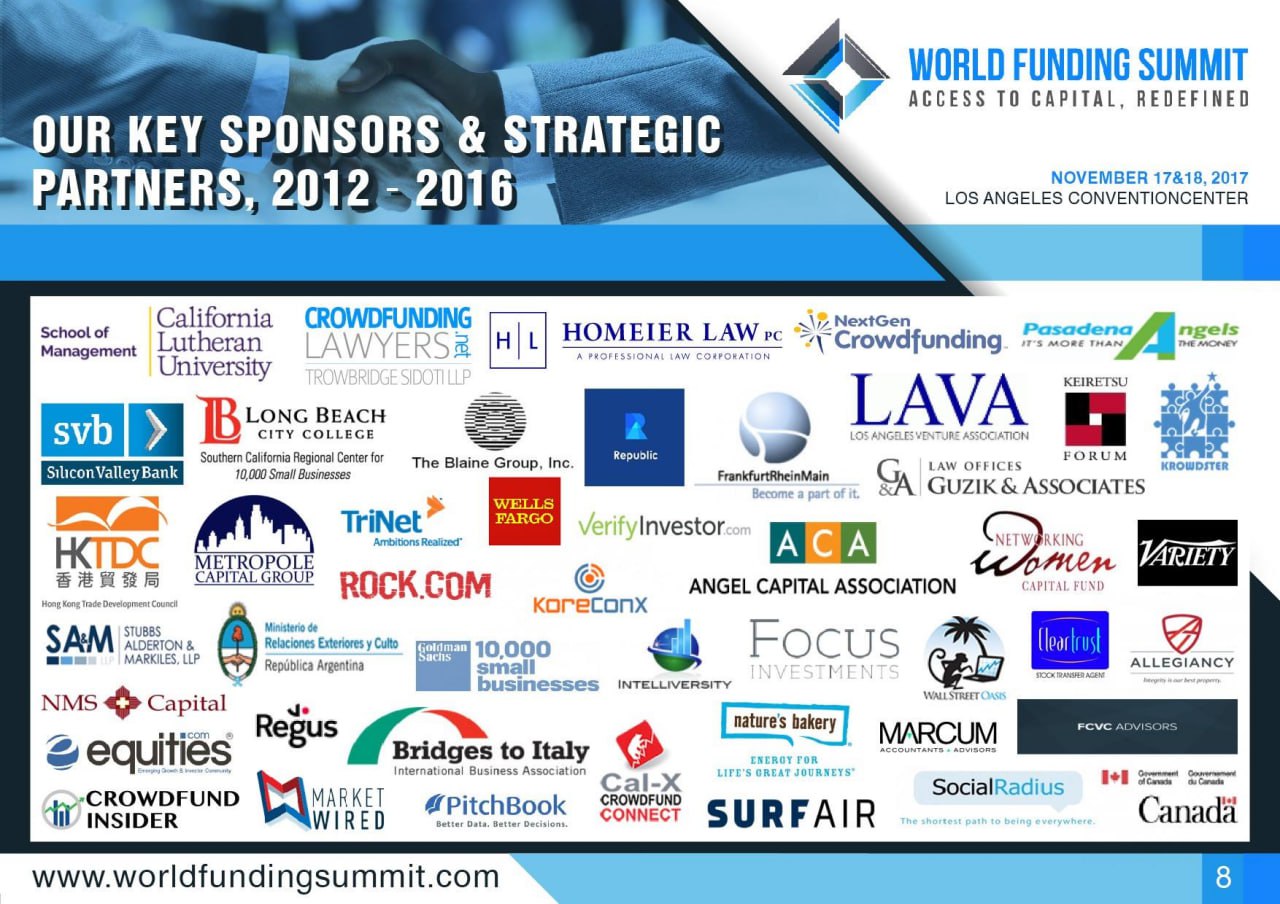 OUR KEY SPONSORS & STRATEGIC
PARTNERS, 2012 - 2016
WORLD FUNDING SUMMIT
ACCESS TO CAPITAL, REDEFINED
NOVEMBER 17&18, 2017
LOS ANGELES CONVENTIONCENTER
School of
Management
California
Lutheran
University
CROWDFUNDING
LAWYERS.net
TROWBRIDGE SIDOTI LLP
H L
HOMEIER LAW PC
A PROFESSIONAL LAW CORPORATION
NextGen
Crowdfunding
Pasadena Angels
IT'S MORE THAN THE MONEY
svb
Silicon Valley Bank
LB LONG BEACH
CITY COLLEGE
Southern California Regional Center for
10,000 Small Businesses
The Blaine Group, Inc.
R
Republic
FrankfurtRheinMain
Become a part of it.
LAVA
LOS ANGELES VENTURE ASSOCIATION
KEIRETSU
FORUM
KROWDSTER
G&A
LAW OFFICES
GUZIK & ASSOCIATES
HKTDC
香港貿發局
Hong Kong Trade Development Council
METROPOLE
CAPITAL GROUP
TriNet
Ambitions Realized
WELLS
FARGO
VerifyInvestor.com
ACA
ANGEL CAPITAL ASSOCIATION
NETWORKING
Women
CAPITAL FUND
VARIETY
ROCK.COM
KoreConX
SA&M LLP
STUBBS
ALDERTON &
MARKILES, LLP
Ministerio de
Relaciones Exteriores y Culto
República Argentina
Goldman
Sachs
10,000
small
businesses
INTELLIVERSITY
FOCUS
INVESTMENTS
WALL STREET OASIS
Cleartrust
STOCK TRANSFER AGENT
ALLEGIANCY
Integrity is our best property.
NMS Capital
equities.com®
Emerging Growth & Investor Community
Regus
Bridges to Italy
International Business Association
Cal-X
CROWDFUND
CONNECT
nature's bakery
ENERGY FOR
LIFE'S GREAT JOURNEYS
MARCUM
ACCOUNTANTS ▲ ADVISORS
FCVC ADVISORS
CROWDFUND
INSIDER
MARKET
WIRED
PitchBook
Better Data. Better Decisions.
SURFAIR
SocialRadius
The shortest path to being everywhere.
Government
of Canada
Gouvernement
du Canada
Canada
www.worldfundingsummit.com
8